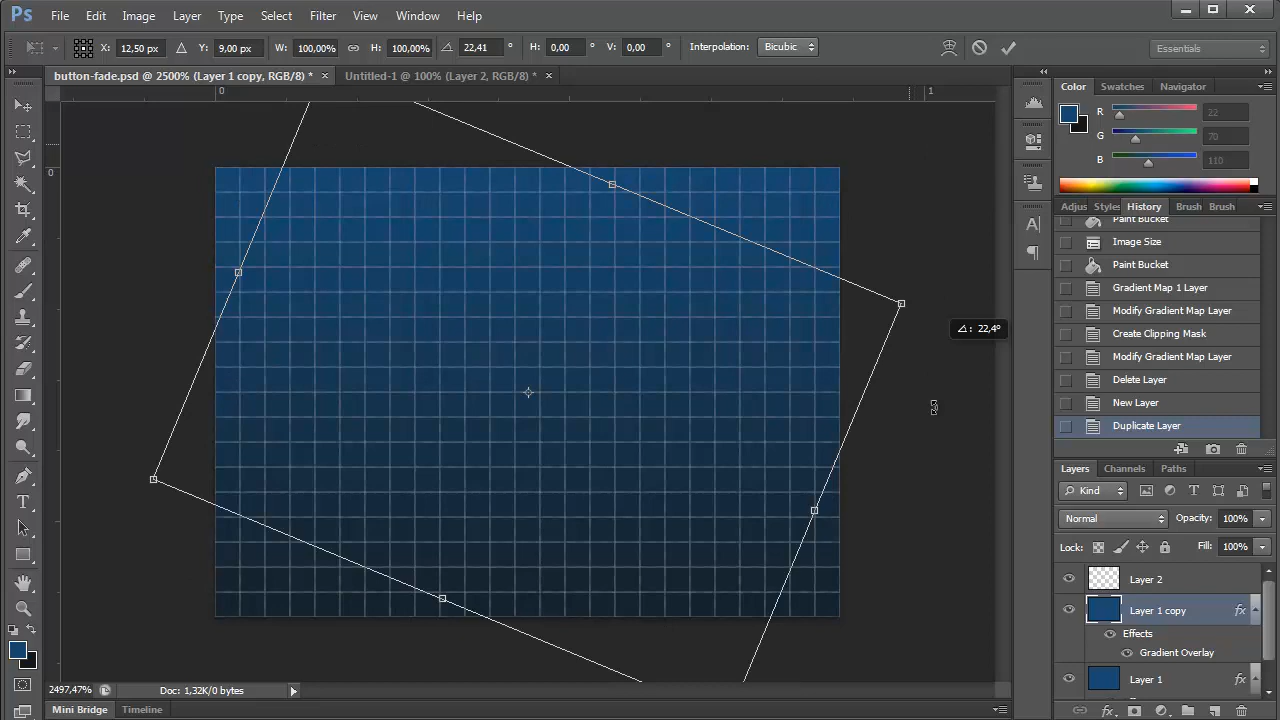 Ps File Edit Image Layer Type Select Filter View Window Help
X: 12,50 px Y: 9,00 px W: 100,00% H: 100,00% 22,41 ° H: 0,00 ° V: 0,00 ° Interpolation: Bicubic Essentials
button-fade.psd @ 2500% (Layer 1 copy, RGB/8) * × Untitled-1 @ 100% (Layer 2, RGB/8) * ×
0 1
0
Color Swatches Navigator
R 22
G 70
B 110
Adjus Styles History Brush Brush
Paint Bucket
Image Size
Paint Bucket
Gradient Map 1 Layer
Modify Gradient Map Layer
Create Clipping Mask
Modify Gradient Map Layer
Delete Layer
New Layer
Duplicate Layer
22,4°
Layers Channels Paths
Kind
Normal Opacity: 100%
Lock: Fill: 100%
Layer 2
Layer 1 copy fx
Effects
Gradient Overlay
Layer 1 fx
2497,47% Doc: 1,32K/0 bytes
Mini Bridge Timeline